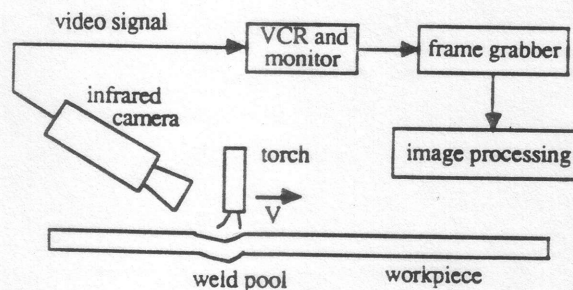 video signal
VCR and
monitor
frame grabber
infrared
camera
torch
image processing
V
weld pool
workpiece